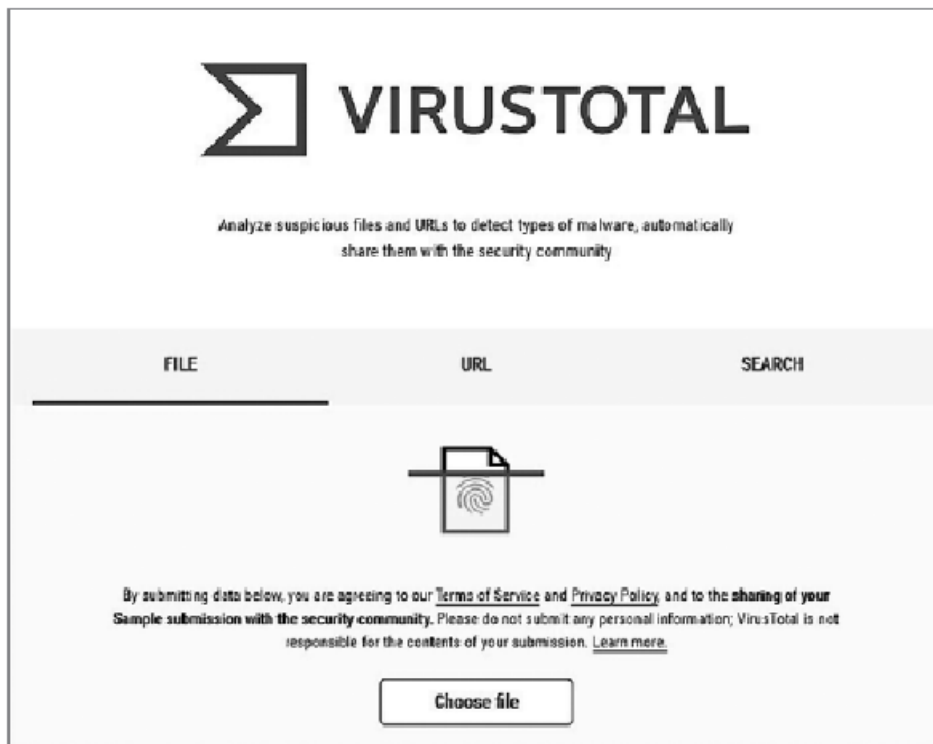 VIRUSTOTAL
Analyze suspicious files and URLs to detect types of malware, automatically
share them with the security community
FILE
URL
SEARCH
By submitting data below, you are agreeing to our Terms of Service and Privacy Policy, and to the sharing of your
Sample submission with the security community. Please do not submit any personal information; VirusTotal is not
responsible for the contents of your submission. Learn more.
Choose file